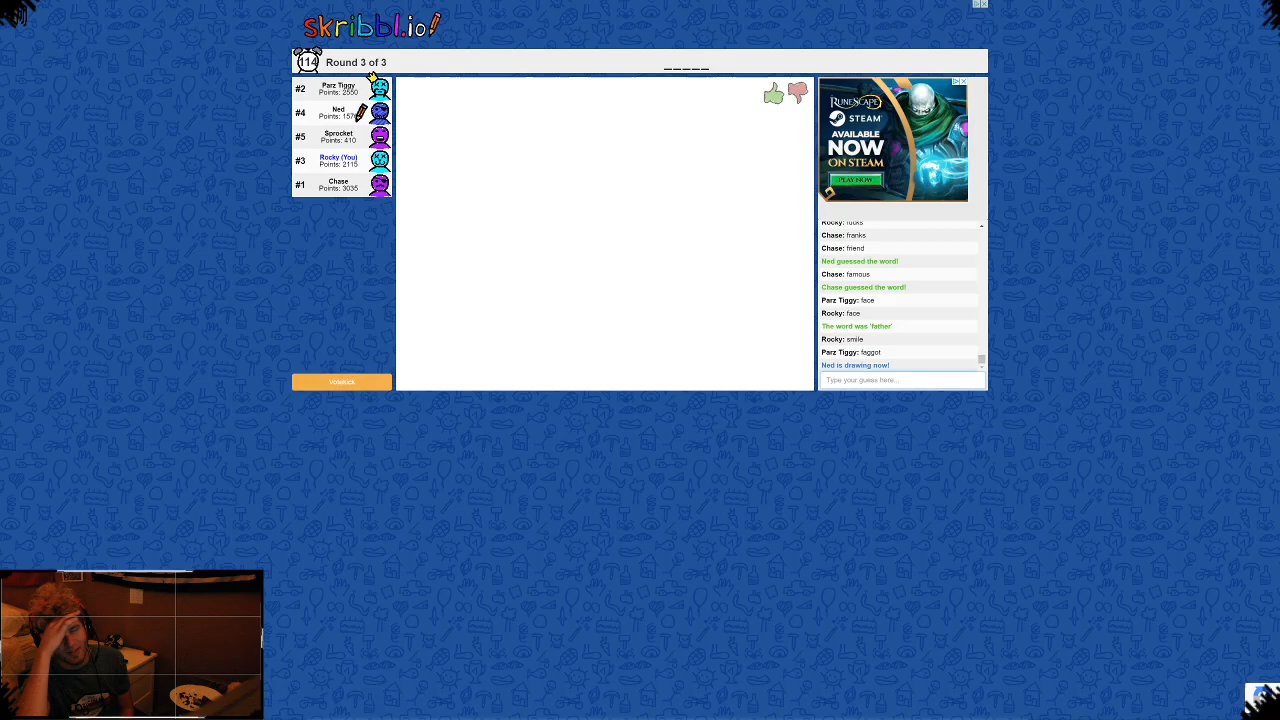 skribbl.io
114
Round 3 of 3
_____
#2
Parz Tiggy
Points: 2550
#4
Ned
Points: 1570
#5
Sprocket
Points: 410
#3
Rocky (You)
Points: 2115
#1
Chase
Points: 3035
Votekick
RUNESCAPE
STEAM
AVAILABLE
NOW
ON STEAM
PLAY NOW
Chase: franks
Chase: friend
Ned guessed the word!
Chase: famous
Chase guessed the word!
Parz Tiggy: face
Rocky: face
The word was 'father'
Rocky: smile
Parz Tiggy: faggot
Ned is drawing now!
Type your guess here...